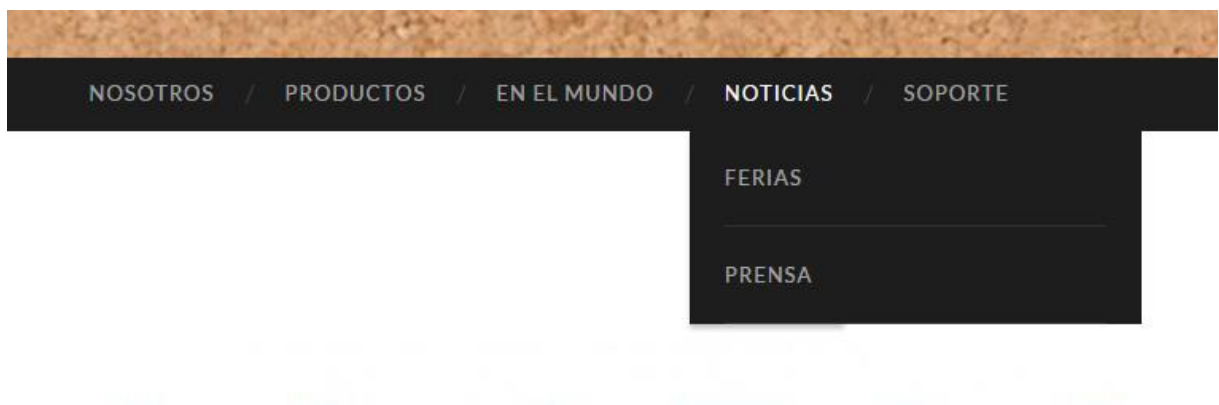 NOSOTROS / PRODUCTOS / EN EL MUNDO / NOTICIAS / SOPORTE
FERIAS
PRENSA